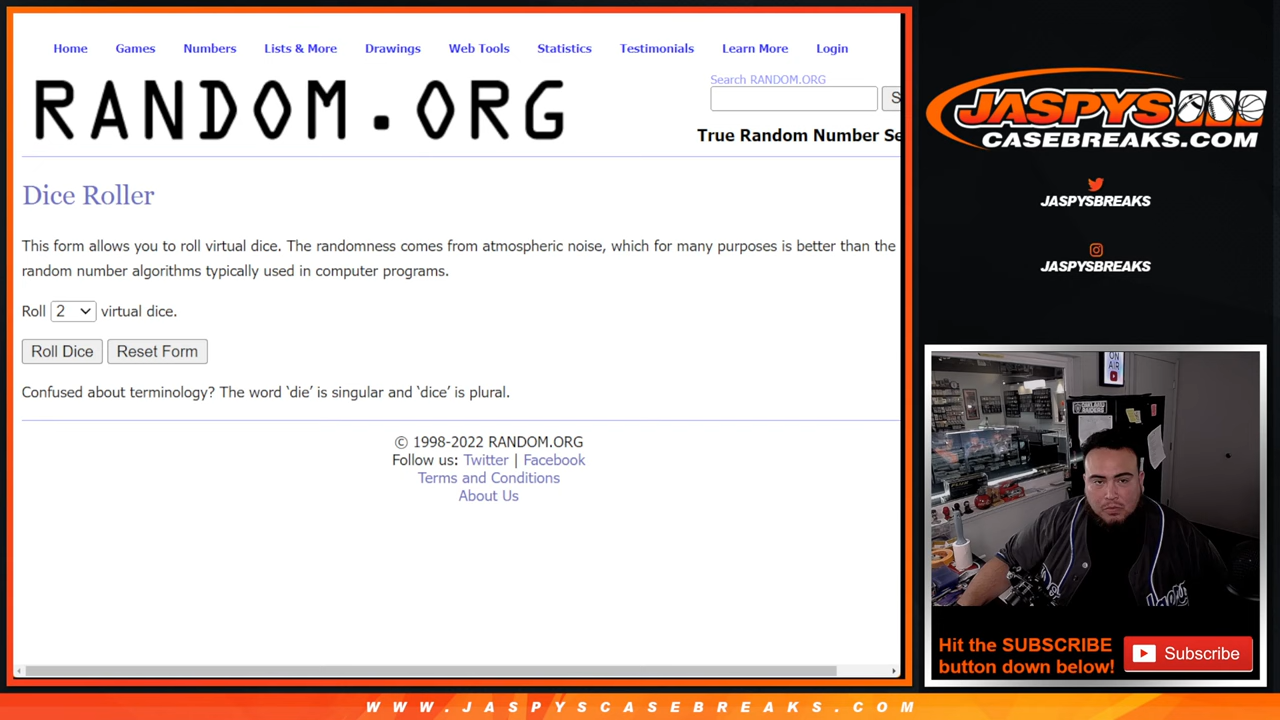 Home Games Numbers Lists & More Drawings Web Tools Statistics Testimonials Learn More Login
RANDOM.ORG
Search RANDOM.ORG
S
True Random Number Se
Dice Roller
This form allows you to roll virtual dice. The randomness comes from atmospheric noise, which for many purposes is better than the
random number algorithms typically used in computer programs.
Roll 2 virtual dice.
Roll Dice Reset Form
Confused about terminology? The word ‘die’ is singular and ‘dice’ is plural.
© 1998-2022 RANDOM.ORG
Follow us: Twitter | Facebook
Terms and Conditions
About Us
JASPYS
CASEBREAKS.COM
JASPYSBREAKS
JASPYSBREAKS
ON
AIR
OAKLAND
RAIDERS
Hit the SUBSCRIBE
button down below!
Subscribe
WWW.JASPYSCASEBREAKS.COM